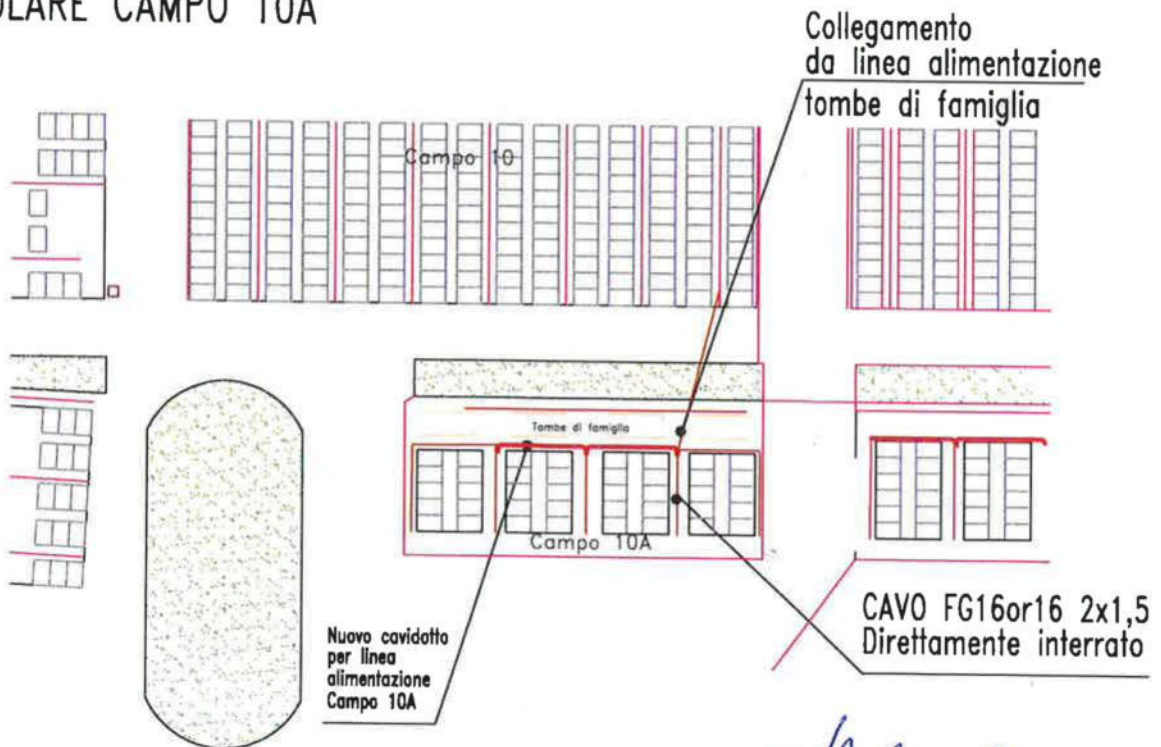 OLARE CAMPO 10A
Collegamento
da linea alimentazione
tombe di famiglia
Campo 10
Tombe di famiglia
Campo 10A
Nuovo cavidotto
per linea
alimentazione
Campo 10A
CAVO FG16or16 2x1,5
Direttamente interrato